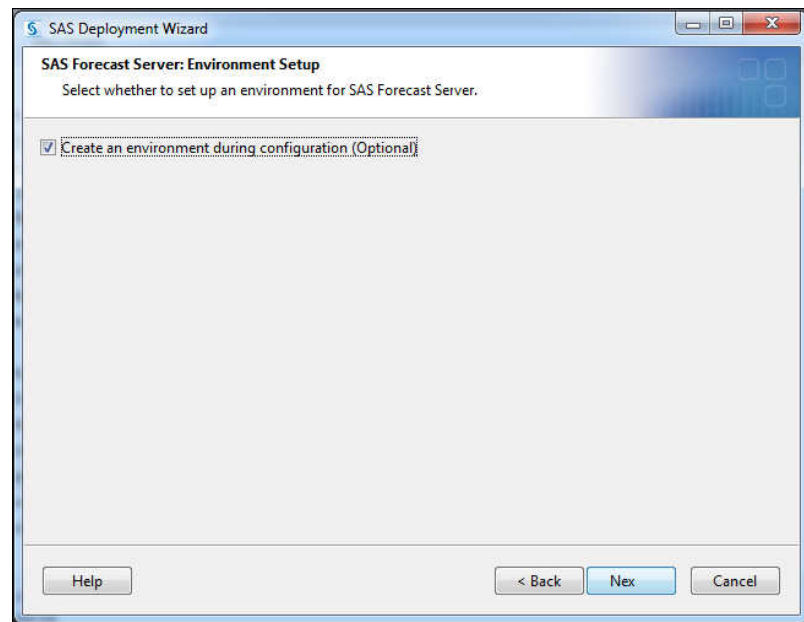 SAS Deployment Wizard
SAS Forecast Server: Environment Setup
Select whether to set up an environment for SAS Forecast Server.
Create an environment during configuration (Optional)
Help
< Back
Nex
Cancel